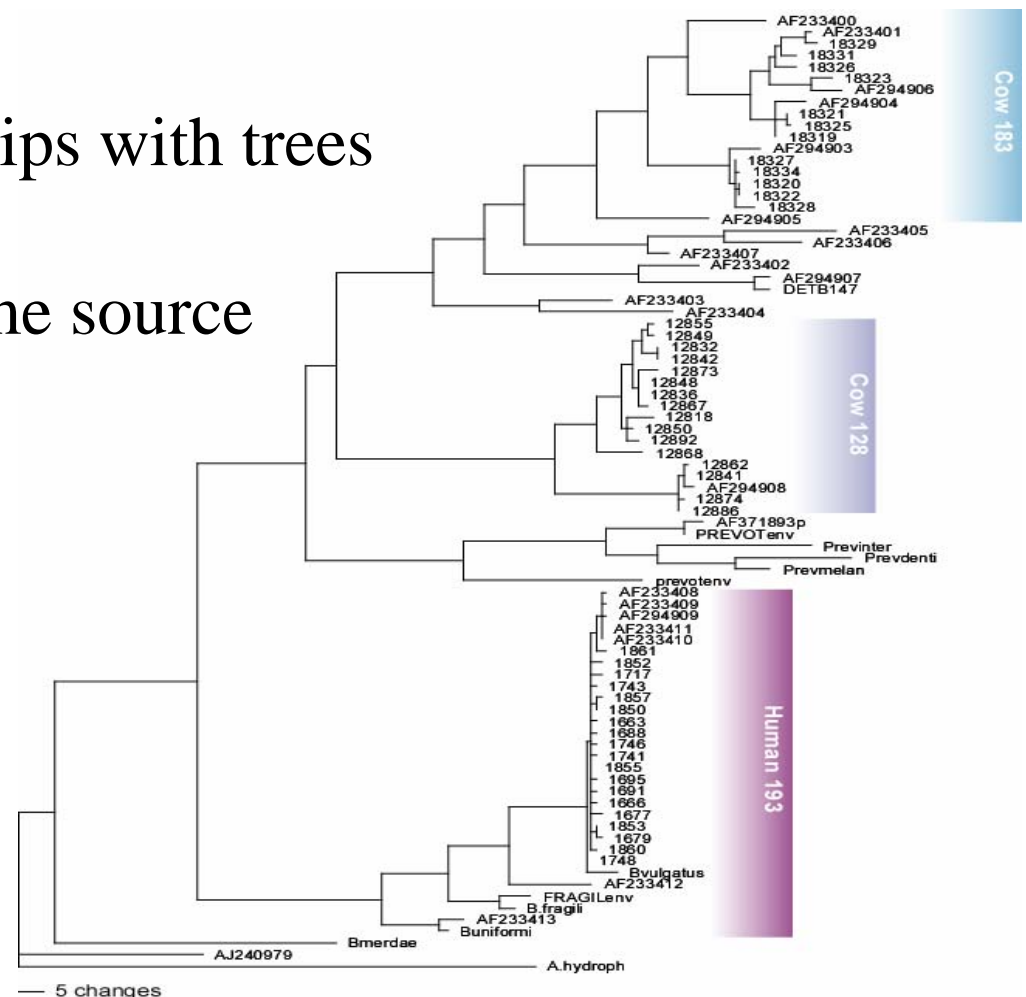 ips with trees
ne source
AF233400
AF233401
18329
18331
18326
18323
AF294906
AF294904
18321
18325
18319
AF294903
18327
18334
18320
18322
18328
AF294905
AF233405
AF233406
AF233407
AF233402
AF294907
DETB147
AF233403
AF233404
Cow 183
12855
12849
12832
12842
12873
12848
12836
12867
12818
12850
12892
12868
12862
12841
AF294908
12874
12886
Cow 128
AF371893p
PREVOTenv
Previnter
Prevdenti
Prevmelan
prevotenv
AF233408
AF233409
AF294909
AF233411
AF233410
1861
1852
1717
1743
1857
1850
1663
1688
1746
1741
1855
1695
1691
1666
1677
1853
1679
1860
1748
Bvulgatus
AF233412
FRAGILenv
B.fragili
AF233413
Buniformi
Human 193
Bmerdae
AJ240979
A.hydroph
5 changes